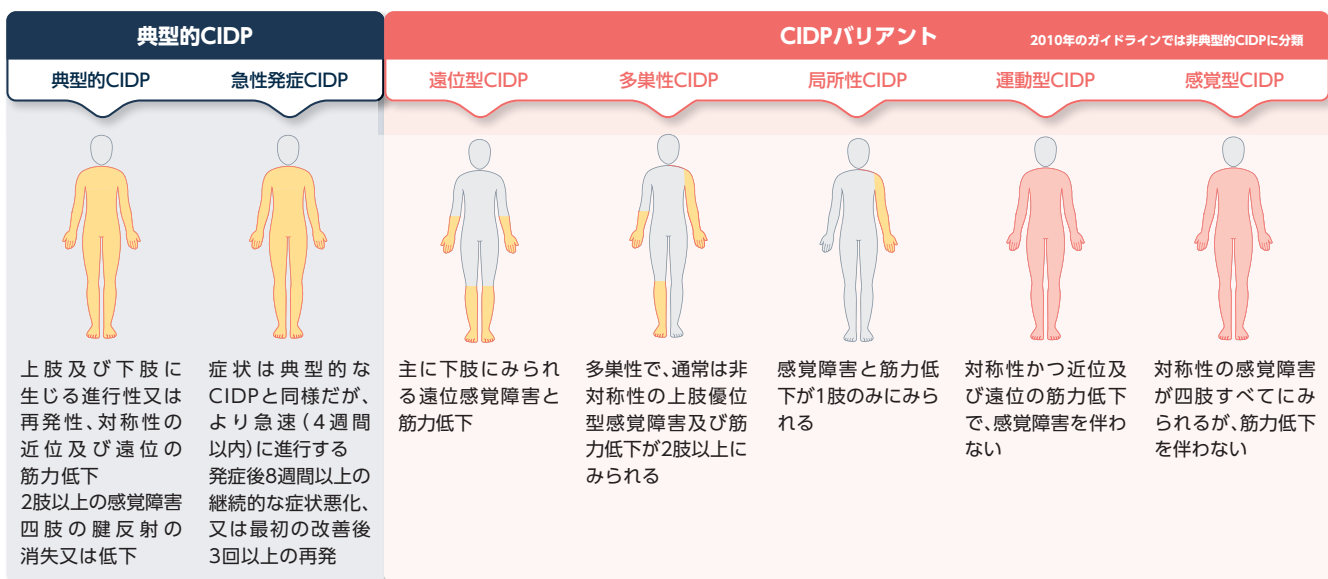 典型的CIDP
CIDPバリアント
2010年のガイドラインでは非典型的CIDPに分類
典型的CIDP
急性発症CIDP
遠位型CIDP
多巣性CIDP
局所性CIDP
運動型CIDP
感覚型CIDP
上肢及び下肢に
生じる進行性又は
再発性、対称性の
近位及び遠位の
筋力低下
2肢以上の感覚障害
四肢の腱反射の
消失又は低下
症状は典型的な
CIDPと同様だが、
より急速(4週間
以内)に進行する
発症後8週間以上の
継続的な症状悪化、
又は最初の改善後
3回以上の再発
主に下肢にみられ
る遠位感覚障害と
筋力低下
多巣性で、通常は非
対称性の上肢優位
型感覚障害及び筋
力低下が2肢以上に
みられる
感覚障害と筋力低
下が1肢のみにみら
れる
対称性かつ近位及
び遠位の筋力低下
で、感覚障害を伴わ
ない
対称性の感覚障害
が四肢すべてにみ
られるが、筋力低下
を伴わない